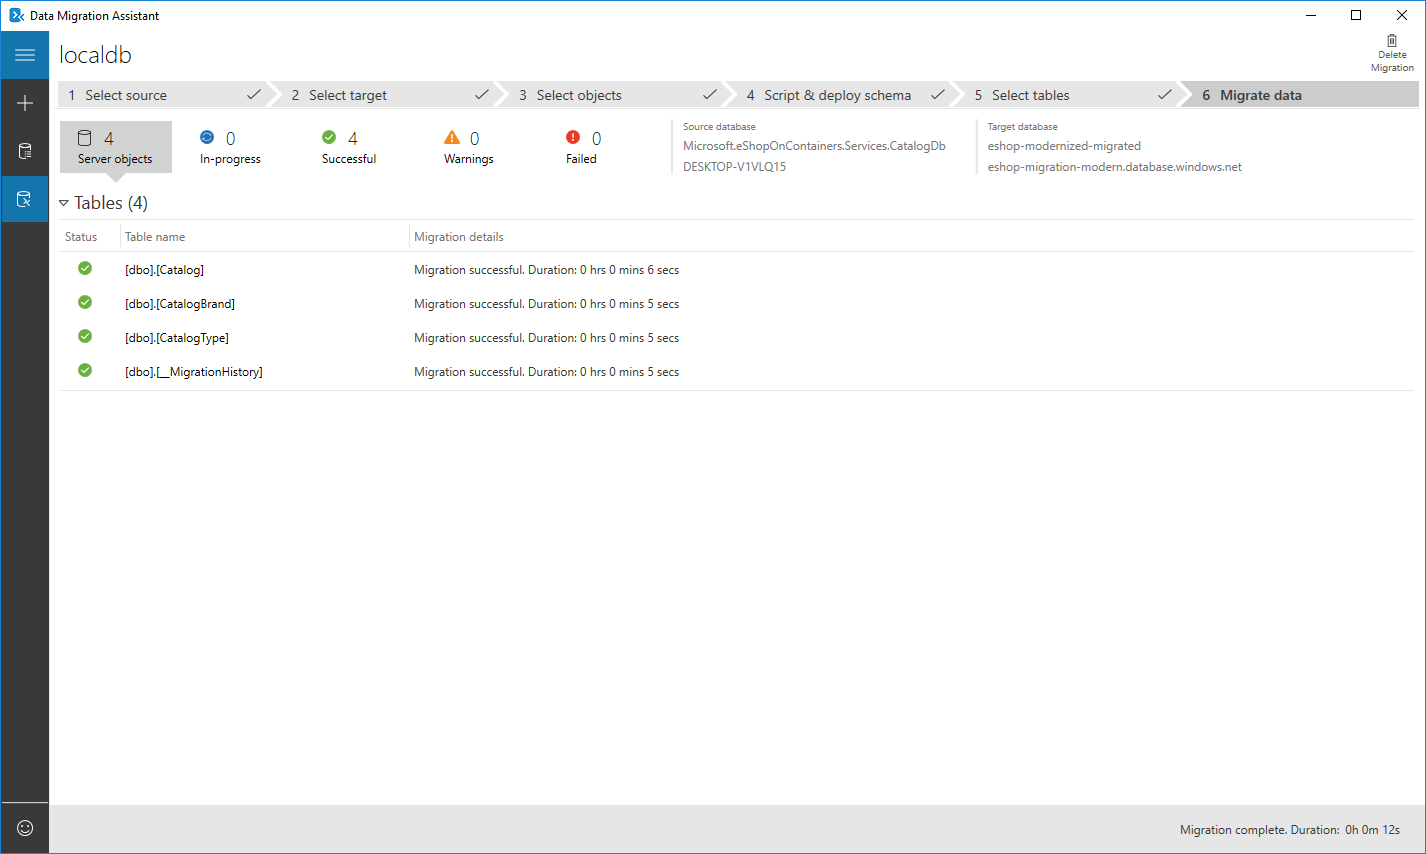 Data Migration Assistant
localdb
Delete
Migration
1 Select source
2 Select target
3 Select objects
4 Script & deploy schema
5 Select tables
6 Migrate data
4
Server objects
0
In-progress
4
Successful
0
Warnings
0
Failed
Source database
Microsoft.eShopOnContainers.Services.CatalogDb
DESKTOP-V1VLQ15
Target database
eshop-modernized-migrated
eshop-migration-modern.database.windows.net
Tables (4)
Status Table name Migration details
[dbo].[Catalog] Migration successful. Duration: 0 hrs 0 mins 6 secs
[dbo].[CatalogBrand] Migration successful. Duration: 0 hrs 0 mins 5 secs
[dbo].[CatalogType] Migration successful. Duration: 0 hrs 0 mins 5 secs
[dbo].[__MigrationHistory] Migration successful. Duration: 0 hrs 0 mins 5 secs
Migration complete. Duration: 0h 0m 12s